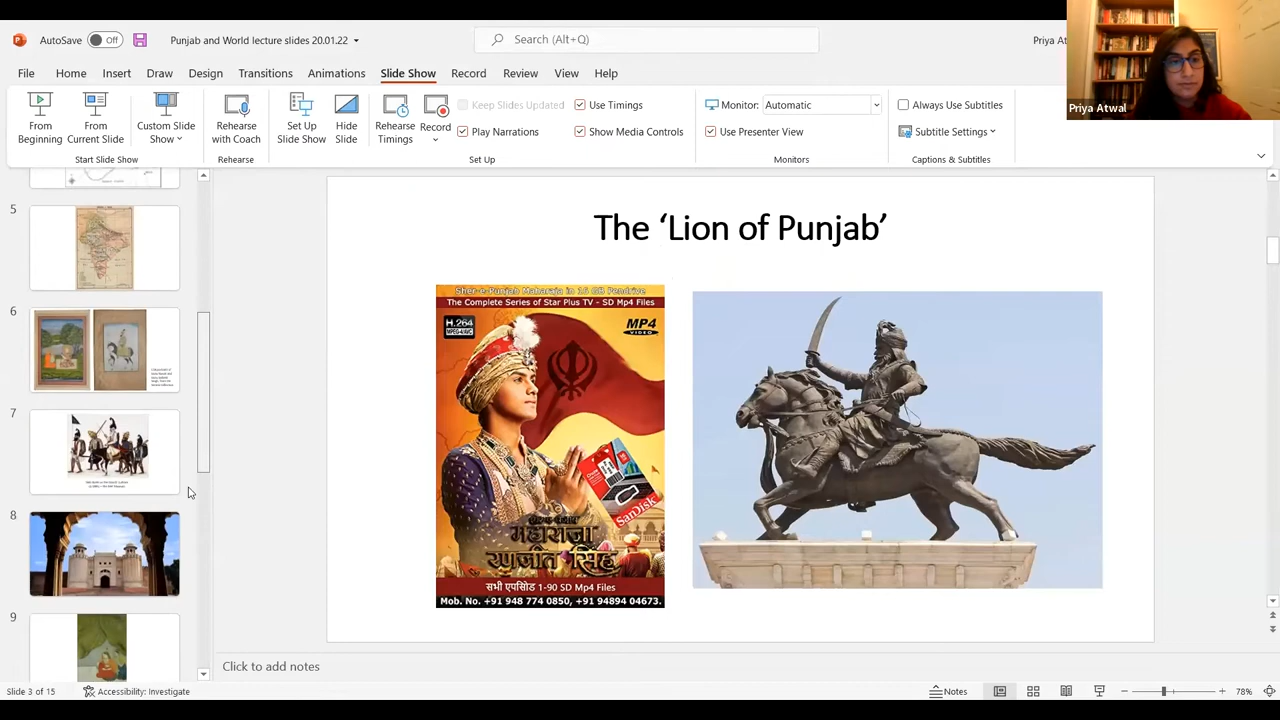 AutoSave Off Punjab and World lecture slides 20.01.22 Search (Alt+Q) Priya At
File Home Insert Draw Design Transitions Animations Slide Show Record Review View Help
Priya Atwal
From Beginning
From Current Slide
Custom Slide Show
Start Slide Show
Rehearse with Coach
Rehearse
Set Up Slide Show
Hide Slide
Rehearse Timings
Record
Keep Slides Updated
Play Narrations
Use Timings
Show Media Controls
Set Up
Monitor: Automatic
Use Presenter View
Monitors
Always Use Subtitles
Subtitle Settings
Captions & Subtitles
5
6
7
8
9
The ‘Lion of Punjab’
Sher-e-Punjab Maharaja in 16 GB Pendrive
The Complete Series of Star Plus TV - SD Mp4 Files
H.264
MPEG-4/AVC
MP4
VIDEO
SanDisk
महाराजा
रणजीत सिंह
सभी एपिसोड 1-90 SD Mp4 Files
Mob. No. +91 948 774 0850, +91 94894 04673.
Click to add notes
Slide 3 of 15 Accessibility: Investigate Notes 78%